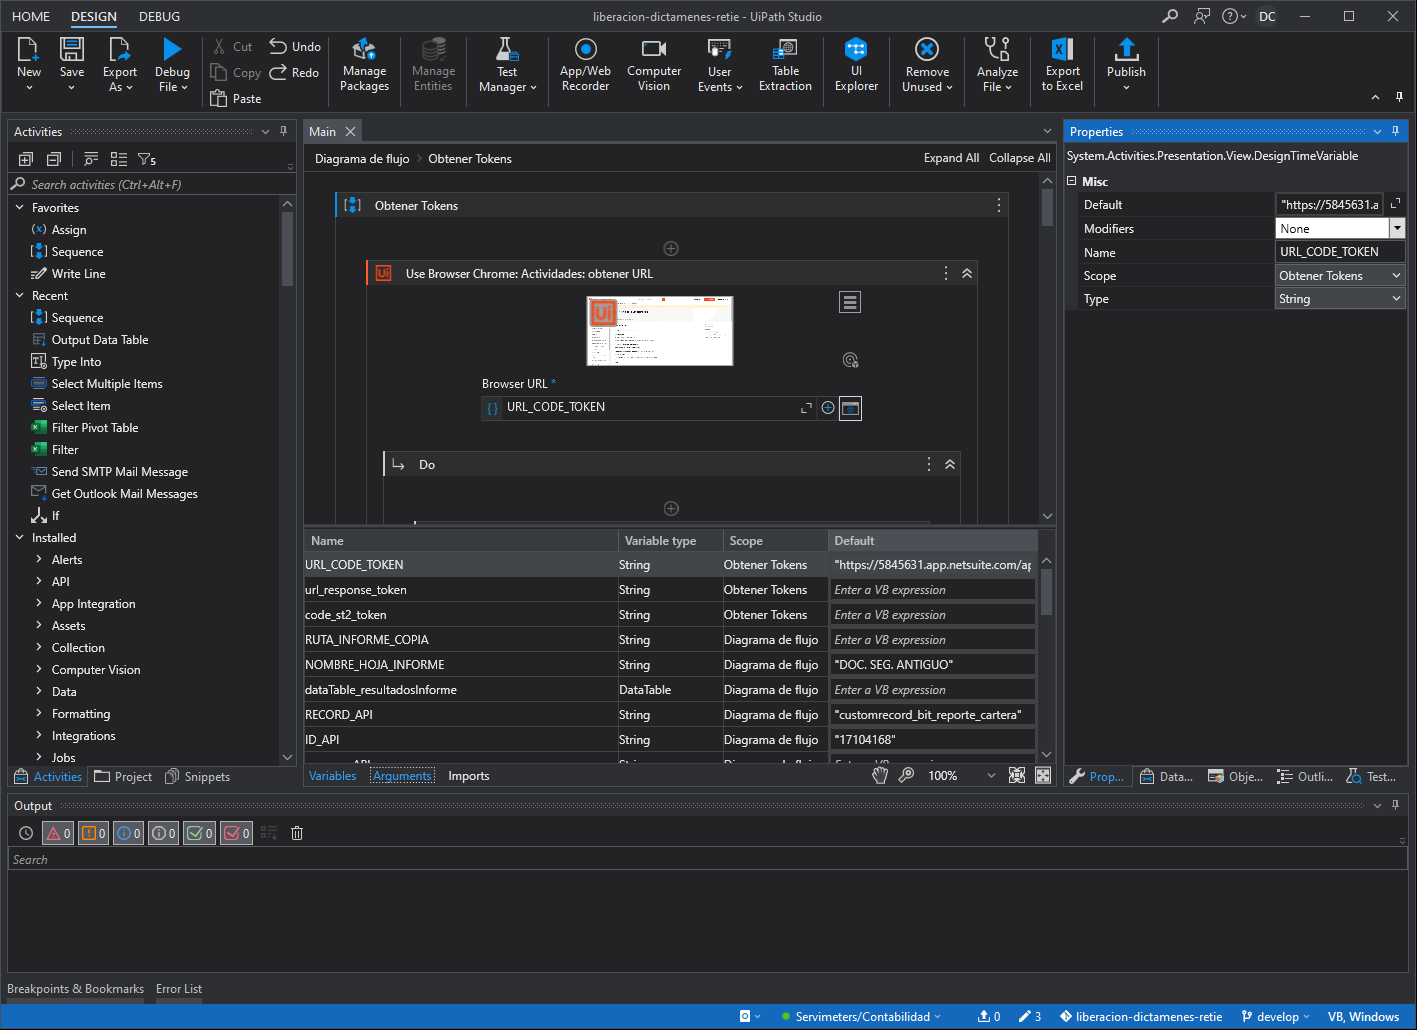 HOME DESIGN DEBUG
liberacion-dictamenes-retie - UiPath Studio
DC
New
Save
Export As
Debug File
Cut
Copy
Paste
Undo
Redo
Manage Packages
Manage Entities
Test Manager
App/Web Recorder
Computer Vision
User Events
Table Extraction
UI Explorer
Remove Unused
Analyze File
Export to Excel
Publish
Activities
5
Search activities (Ctrl+Alt+F)
Favorites
Assign
Sequence
Write Line
Recent
Sequence
Output Data Table
Type Into
Select Multiple Items
Select Item
Filter Pivot Table
Filter
Send SMTP Mail Message
Get Outlook Mail Messages
If
Installed
Alerts
API
App Integration
Assets
Collection
Computer Vision
Data
Formatting
Integrations
Jobs
Activities Project Snippets
Main
Diagrama de flujo Obtener Tokens
Expand All Collapse All
Obtener Tokens
Use Browser Chrome: Actividades: obtener URL
Browser URL *
URL_CODE_TOKEN
Do
Name Variable type Scope Default
URL_CODE_TOKEN String Obtener Tokens "https://5845631.app.netsuite.com/ap
url_response_token String Obtener Tokens Enter a VB expression
code_st2_token String Obtener Tokens Enter a VB expression
RUTA_INFORME_COPIA String Diagrama de flujo Enter a VB expression
NOMBRE_HOJA_INFORME String Diagrama de flujo "DOC. SEG. ANTIGUO"
dataTable_resultadosInforme DataTable Diagrama de flujo Enter a VB expression
RECORD_API String Diagrama de flujo "customrecord_bit_reporte_cartera"
ID_API String Diagrama de flujo "17104168"
Variables Arguments Imports
100%
Properties
System.Activities.Presentation.View.DesignTimeVariable
Misc
Default "https://5845631.a
Modifiers None
Name URL_CODE_TOKEN
Scope Obtener Tokens
Type String
Prop... Data... Obje... Outli... Test...
Output
0 0 0 0 0 0
Search
Breakpoints & Bookmarks Error List
Servimeters/Contabilidad 0 3 liberacion-dictamenes-retie develop VB, Windows